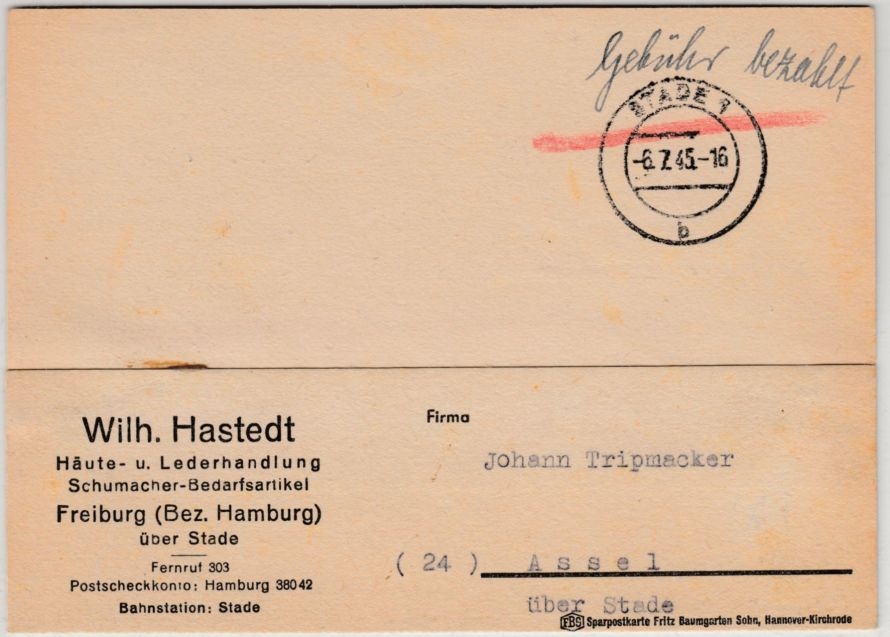 Gebühr bezahlt
STADE 1
-6.7.45.-16
b
Wilh. Hastedt
Häute- u. Lederhandlung
Schumacher-Bedarfsartikel
Freiburg (Bez. Hamburg)
über Stade
Fernruf 303
Postscheckkonto: Hamburg 38042
Bahnstation: Stade
Firma
Johann Tripmacker
( 24 ) Assel
über Stade
FBS Sparpostkarte Fritz Baumgarten Sohn, Hannover-Kirchrode